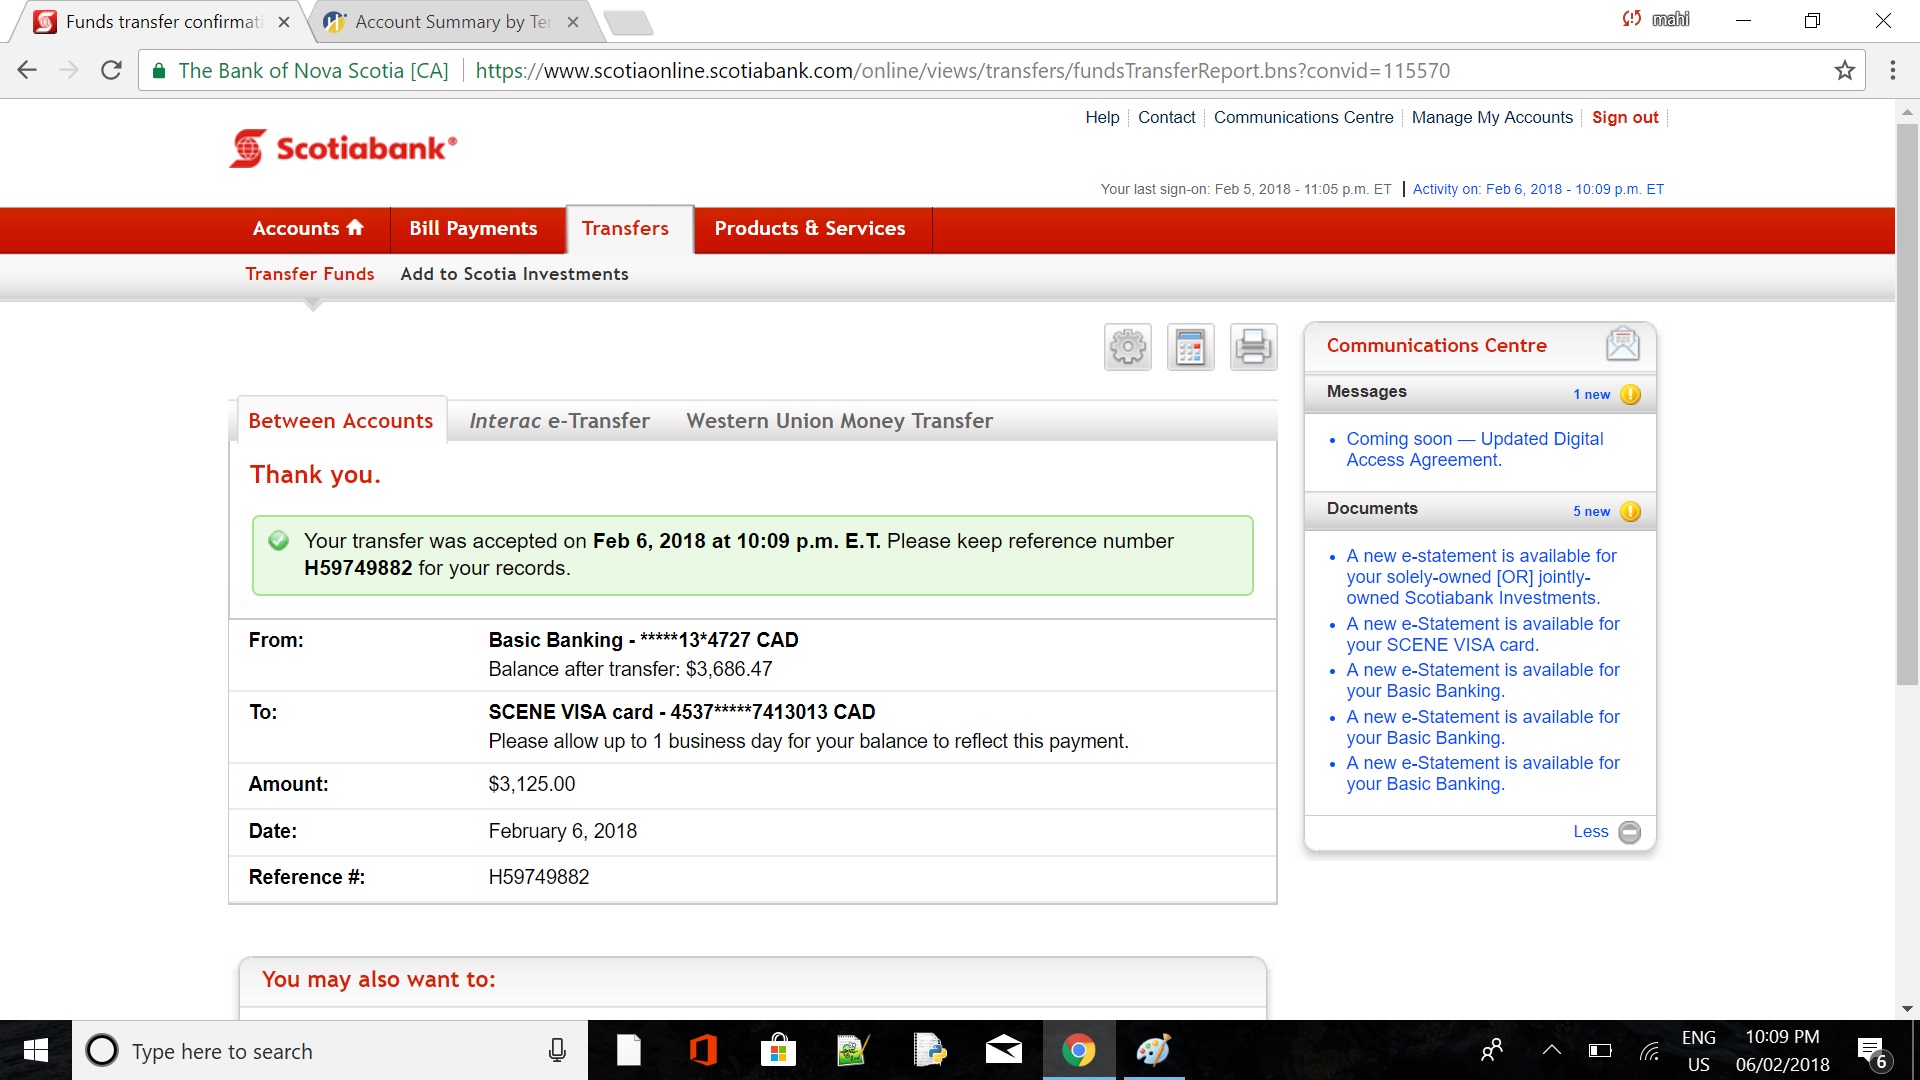 Funds transfer confirmati
Account Summary by Ter
mahi
The Bank of Nova Scotia [CA]
https://www.scotiaonline.scotiabank.com/online/views/transfers/fundsTransferReport.bns?convid=115570
Help Contact Communications Centre Manage My Accounts Sign out
Scotiabank®
Your last sign-on: Feb 5, 2018 - 11:05 p.m. ET Activity on: Feb 6, 2018 - 10:09 p.m. ET
Accounts Bill Payments Transfers Products & Services
Transfer Funds Add to Scotia Investments
Between Accounts Interac e-Transfer Western Union Money Transfer
Thank you.
Your transfer was accepted on Feb 6, 2018 at 10:09 p.m. E.T. Please keep reference number
H59749882 for your records.
From: Basic Banking - *****13*4727 CAD
Balance after transfer: $3,686.47
To: SCENE VISA card - 4537*****7413013 CAD
Please allow up to 1 business day for your balance to reflect this payment.
Amount: $3,125.00
Date: February 6, 2018
Reference #: H59749882
You may also want to:
Communications Centre
Messages 1 new
Coming soon — Updated Digital
Access Agreement.
Documents 5 new
A new e-statement is available for
your solely-owned [OR] jointly-
owned Scotiabank Investments.
A new e-Statement is available for
your SCENE VISA card.
A new e-Statement is available for
your Basic Banking.
A new e-Statement is available for
your Basic Banking.
A new e-Statement is available for
your Basic Banking.
Less
Type here to search
ENG
US
10:09 PM
06/02/2018
6